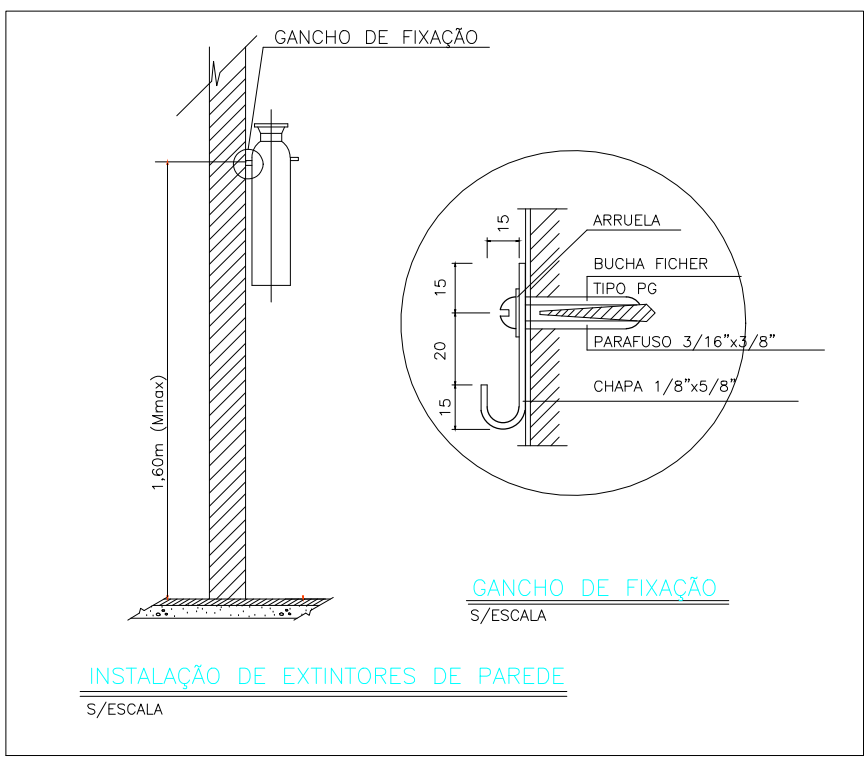 GANCHO DE FIXAÇÃO
1,60m (Mmax)
15
15
20
15
ARRUELA
BUCHA FICHER
TIPO PG
PARAFUSO 3/16"x3/8"
CHAPA 1/8"x5/8"
GANCHO DE FIXAÇÃO
S/ESCALA
INSTALAÇÃO DE EXTINTORES DE PAREDE
S/ESCALA